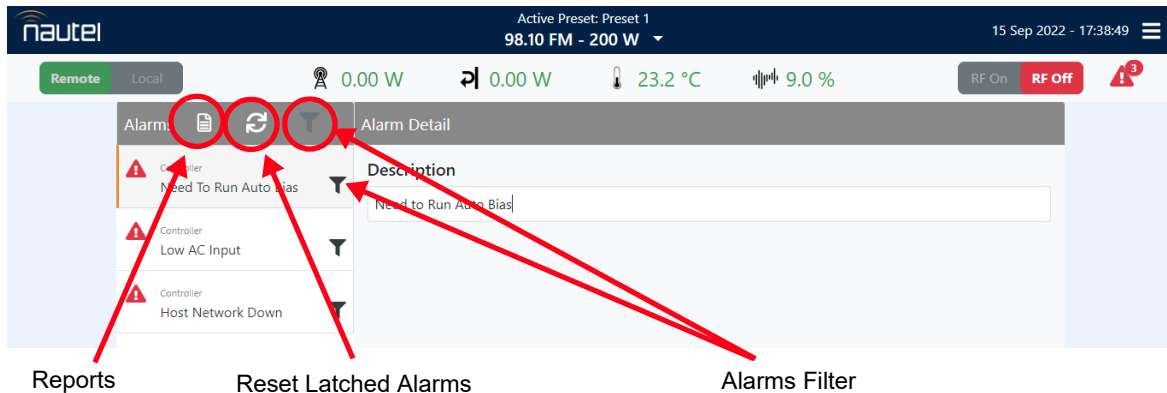 nautel
Active Preset: Preset 1
98.10 FM - 200 W
15 Sep 2022 - 17:38:49
Remote Local
0.00 W 0.00 W 23.2 °C 9.0 %
RF On RF Off 3
Alarms
Alarm Detail
Controller
Need To Run Auto Bias
Description
Need to Run Auto Bias
Controller
Low AC Input
Controller
Host Network Down
Reports
Reset Latched Alarms
Alarms Filter